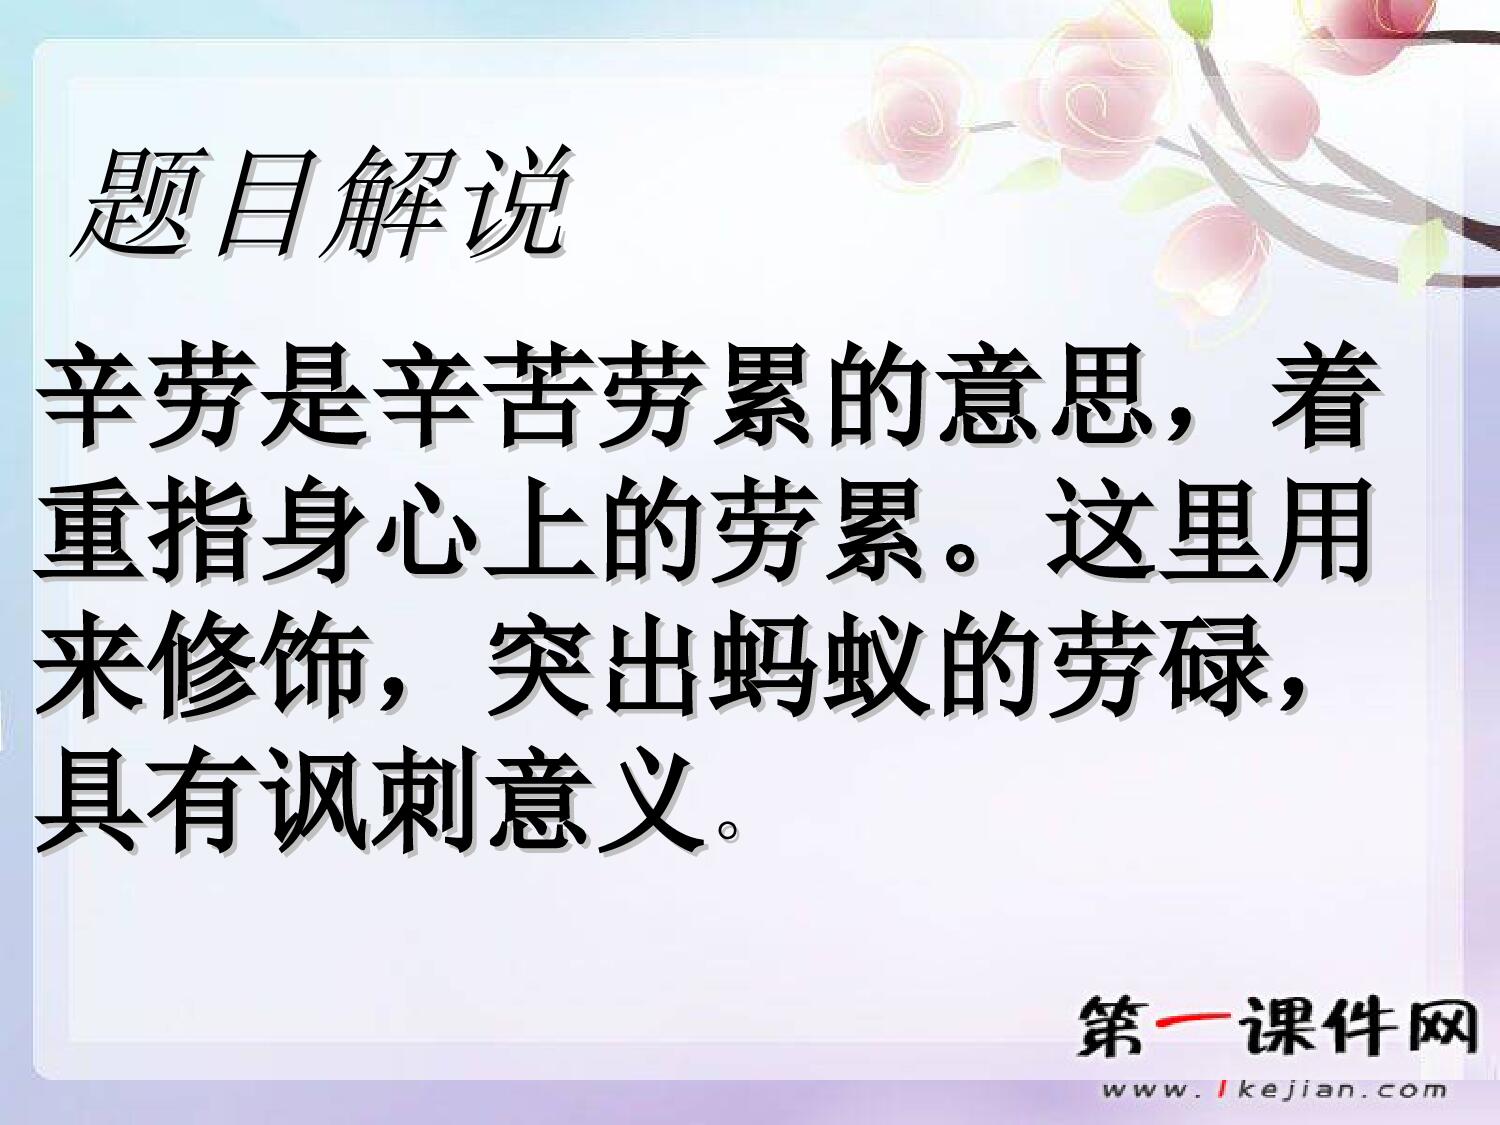 题目解说
辛劳是辛苦劳累的意思，着
重指身心上的劳累。这里用
来修饰，突出蚂蚁的劳碌，
具有讽刺意义。
第一课件网
www.1kejian.com